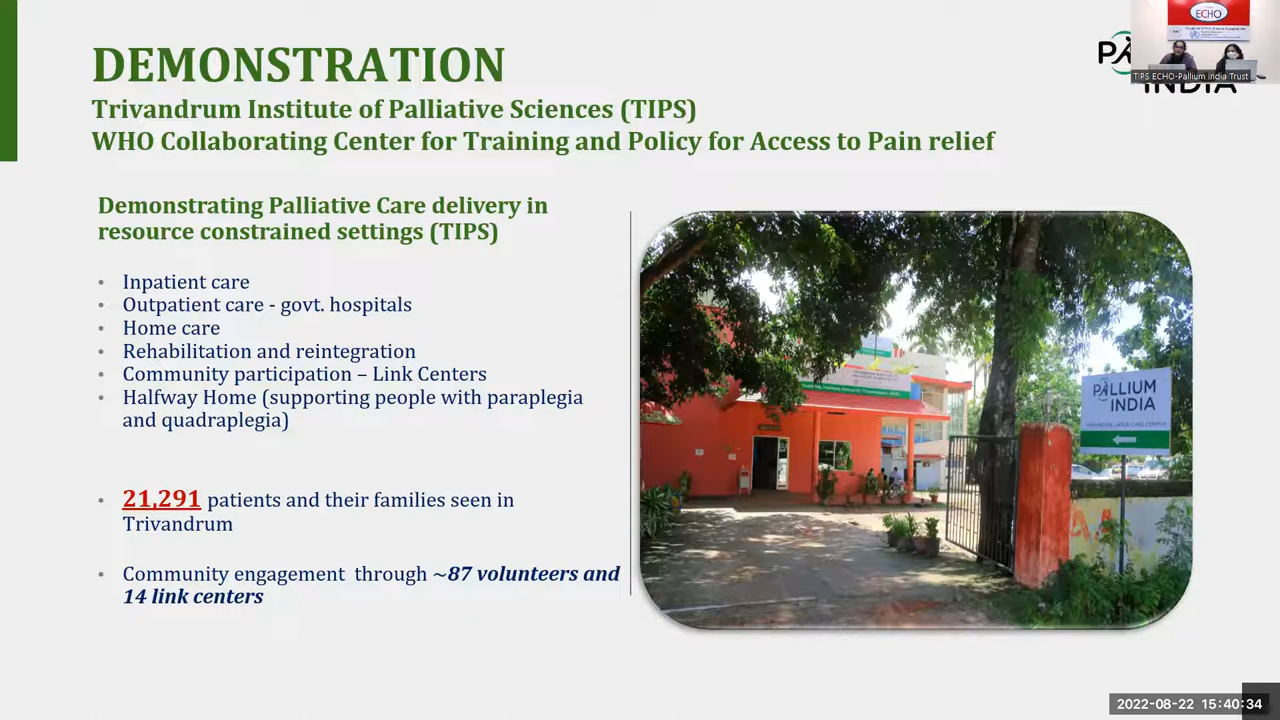 DEMONSTRATION
Trivandrum Institute of Palliative Sciences (TIPS)
WHO Collaborating Center for Training and Policy for Access to Pain relief
ECHO
TIPS ECHO-Pallium India Trust
INDIA
Demonstrating Palliative Care delivery in
resource constrained settings (TIPS)
• Inpatient care
• Outpatient care - govt. hospitals
• Home care
• Rehabilitation and reintegration
• Community participation – Link Centers
• Halfway Home (supporting people with paraplegia
and quadraplegia)
• 21,291 patients and their families seen in
Trivandrum
• Community engagement through ~87 volunteers and
14 link centers
PALLIUM
INDIA
2022-08-22 15:40:34